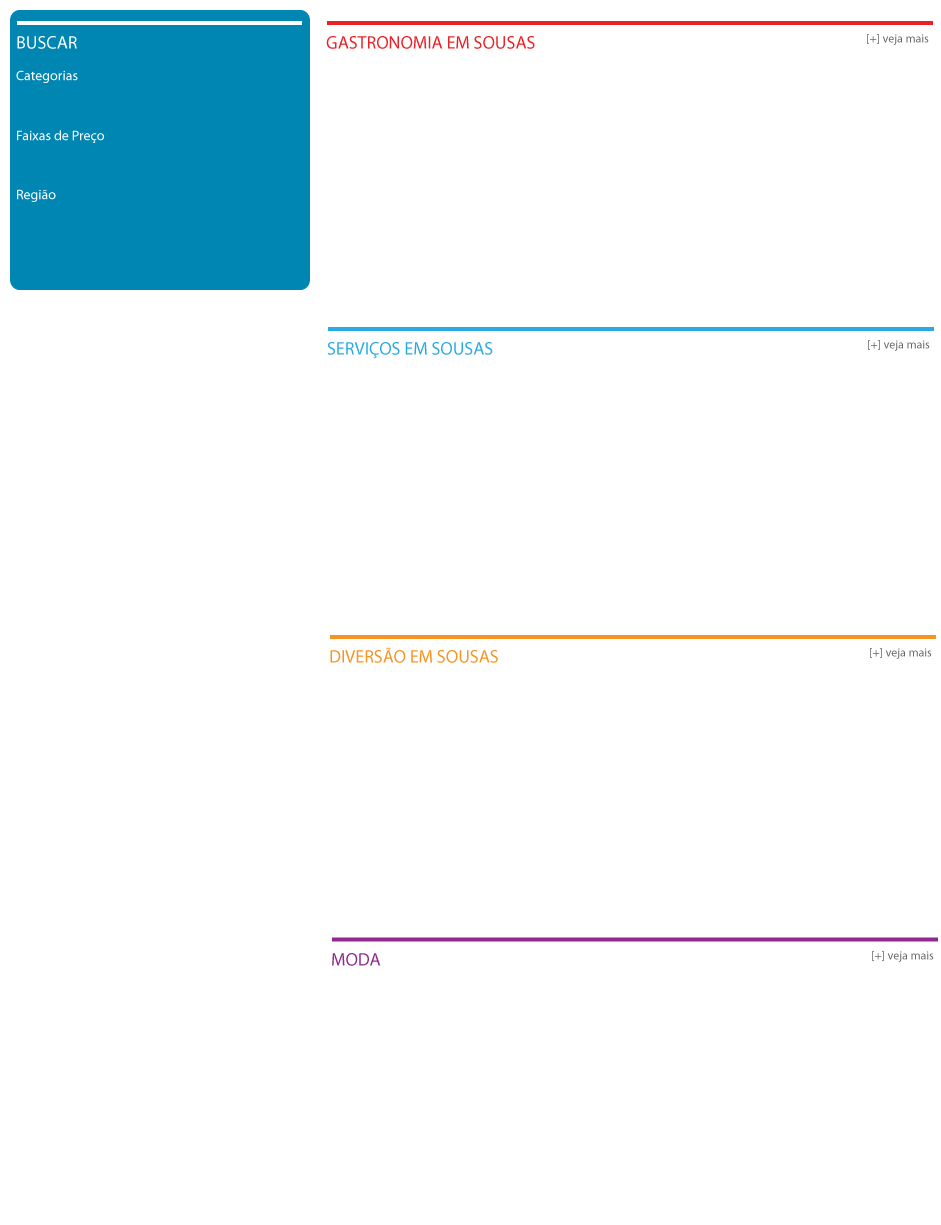 BUSCAR
Categorias
Faixas de Preço
Região
GASTRONOMIA EM SOUSAS
[+] veja mais
SERVIÇOS EM SOUSAS
[+] veja mais
DIVERSÃO EM SOUSAS
[+] veja mais
MODA
[+] veja mais